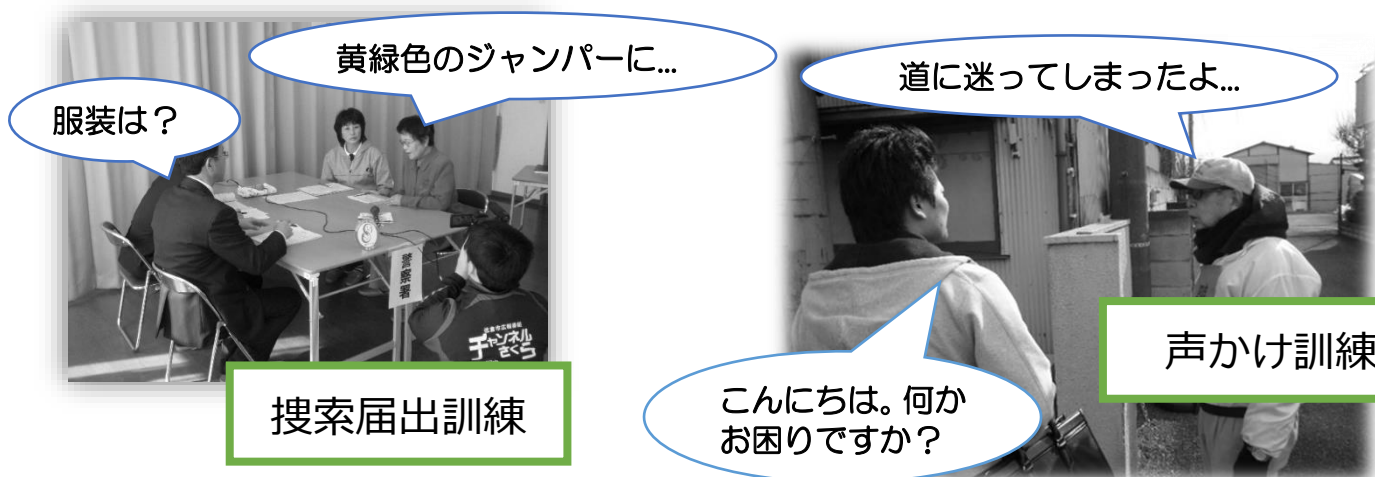 黄緑色のジャンパーに…
服装は？
警察署
チャンネル
さくら
捜索届出訓練
道に迷ってしまったよ…
こんにちは。何か
お困りですか？
声かけ訓練